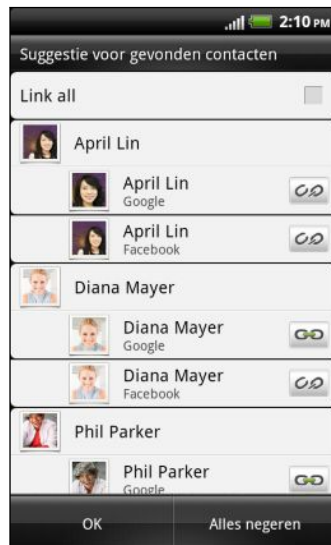 2:10 PM
Suggestie voor gevonden contacten
Link all
April Lin
April Lin
Google
April Lin
Facebook
Diana Mayer
Diana Mayer
Google
Diana Mayer
Facebook
Phil Parker
Phil Parker
Google
OK
Alles negeren